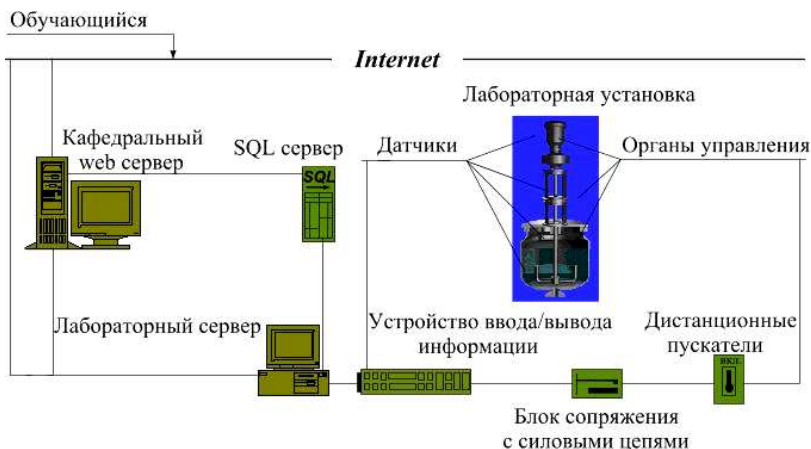 Обучающийся
Internet
Лабораторная установка
Кафедральный
web сервер
SQL сервер
SQL
Датчики
Органы управления
Лабораторный сервер
Устройство ввода/вывода
информации
Дистанционные
пускатели
ВКЛ.
Блок сопряжения
с силовыми цепями